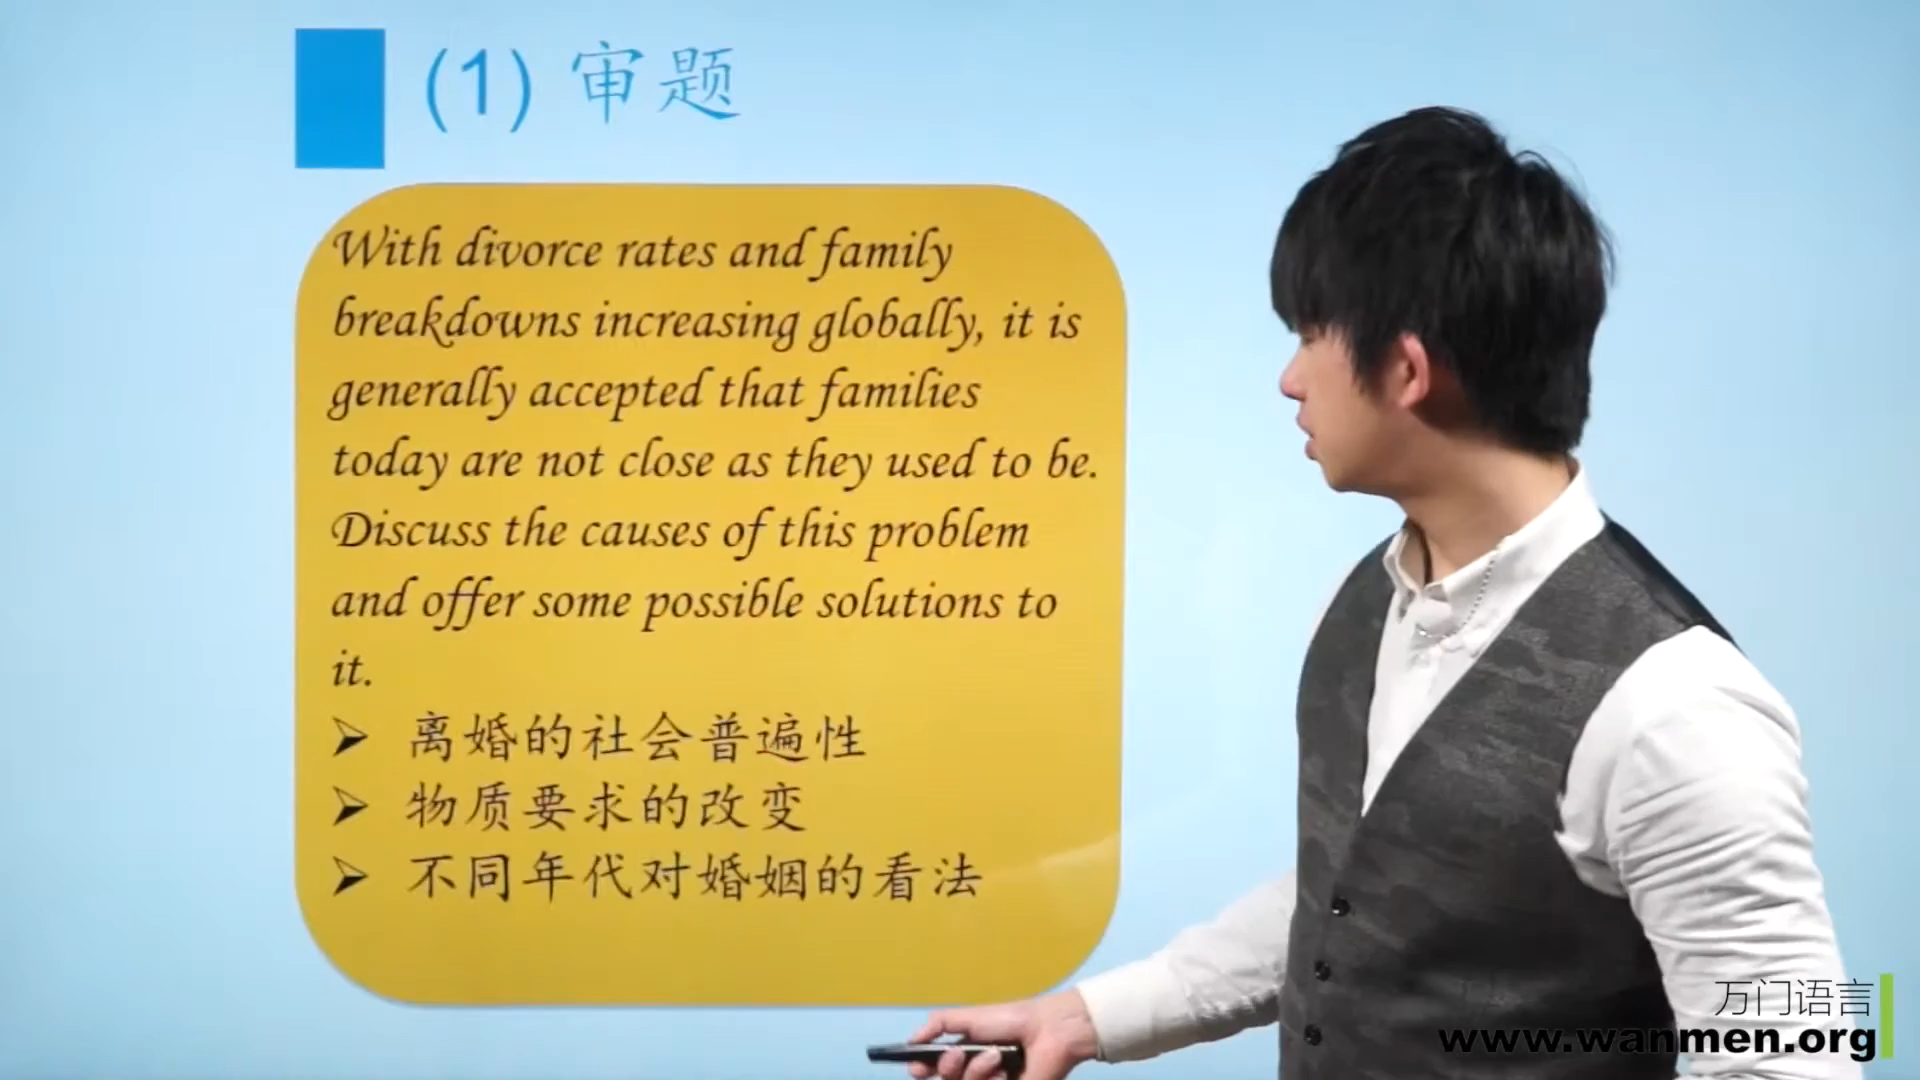 (1) 审题
With divorce rates and family
breakdowns increasing globally, it is
generally accepted that families
today are not close as they used to be.
Discuss the causes of this problem
and offer some possible solutions to
it.
➢ 离婚的社会普遍性
➢ 物质要求的改变
➢ 不同年代对婚姻的看法
万门语言
www.wanmen.org